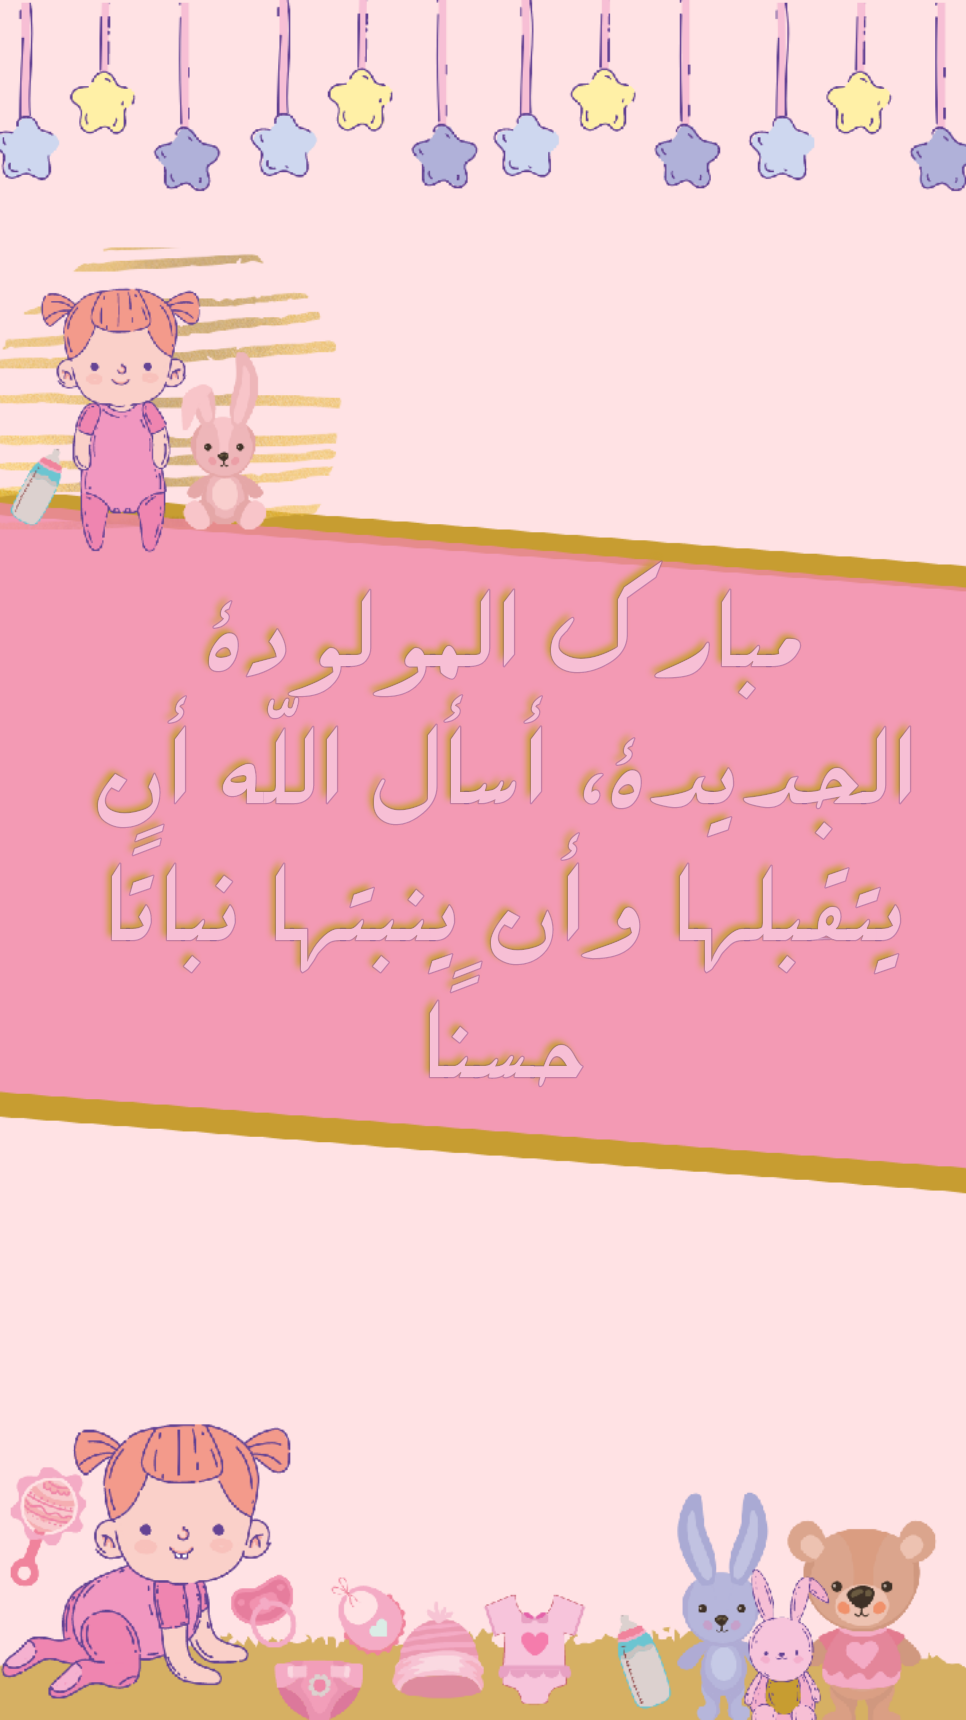 مبارك المولودة
الجديدة، أسأل الله أن
يتقبلها وأن ينبتها نباتًا
حسنًا